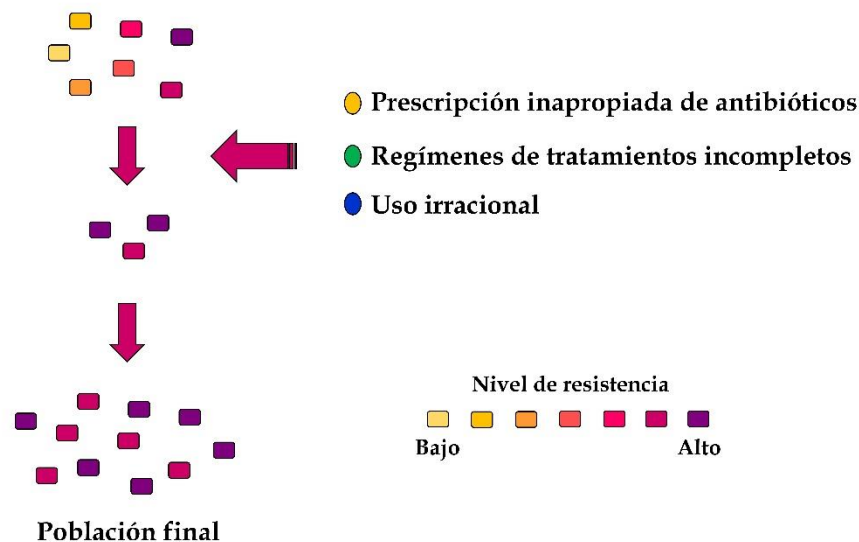 Prescripción inapropiada de antibióticos
Regímenes de tratamientos incompletos
Uso irracional
Nivel de resistencia
Bajo
Alto
Población final